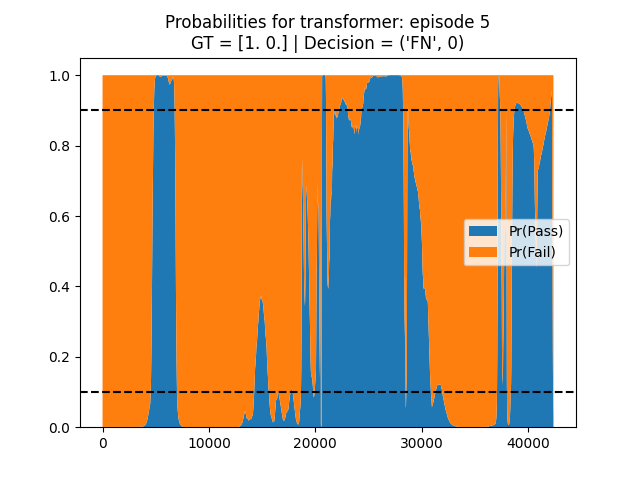 Probabilities for transformer: episode 5
GT = [1. 0.] | Decision = ('FN', 0)
1.0
0.8
0.6
0.4
0.2
0.0
Pr(Pass)
Pr(Fail)
0
10000
20000
30000
40000